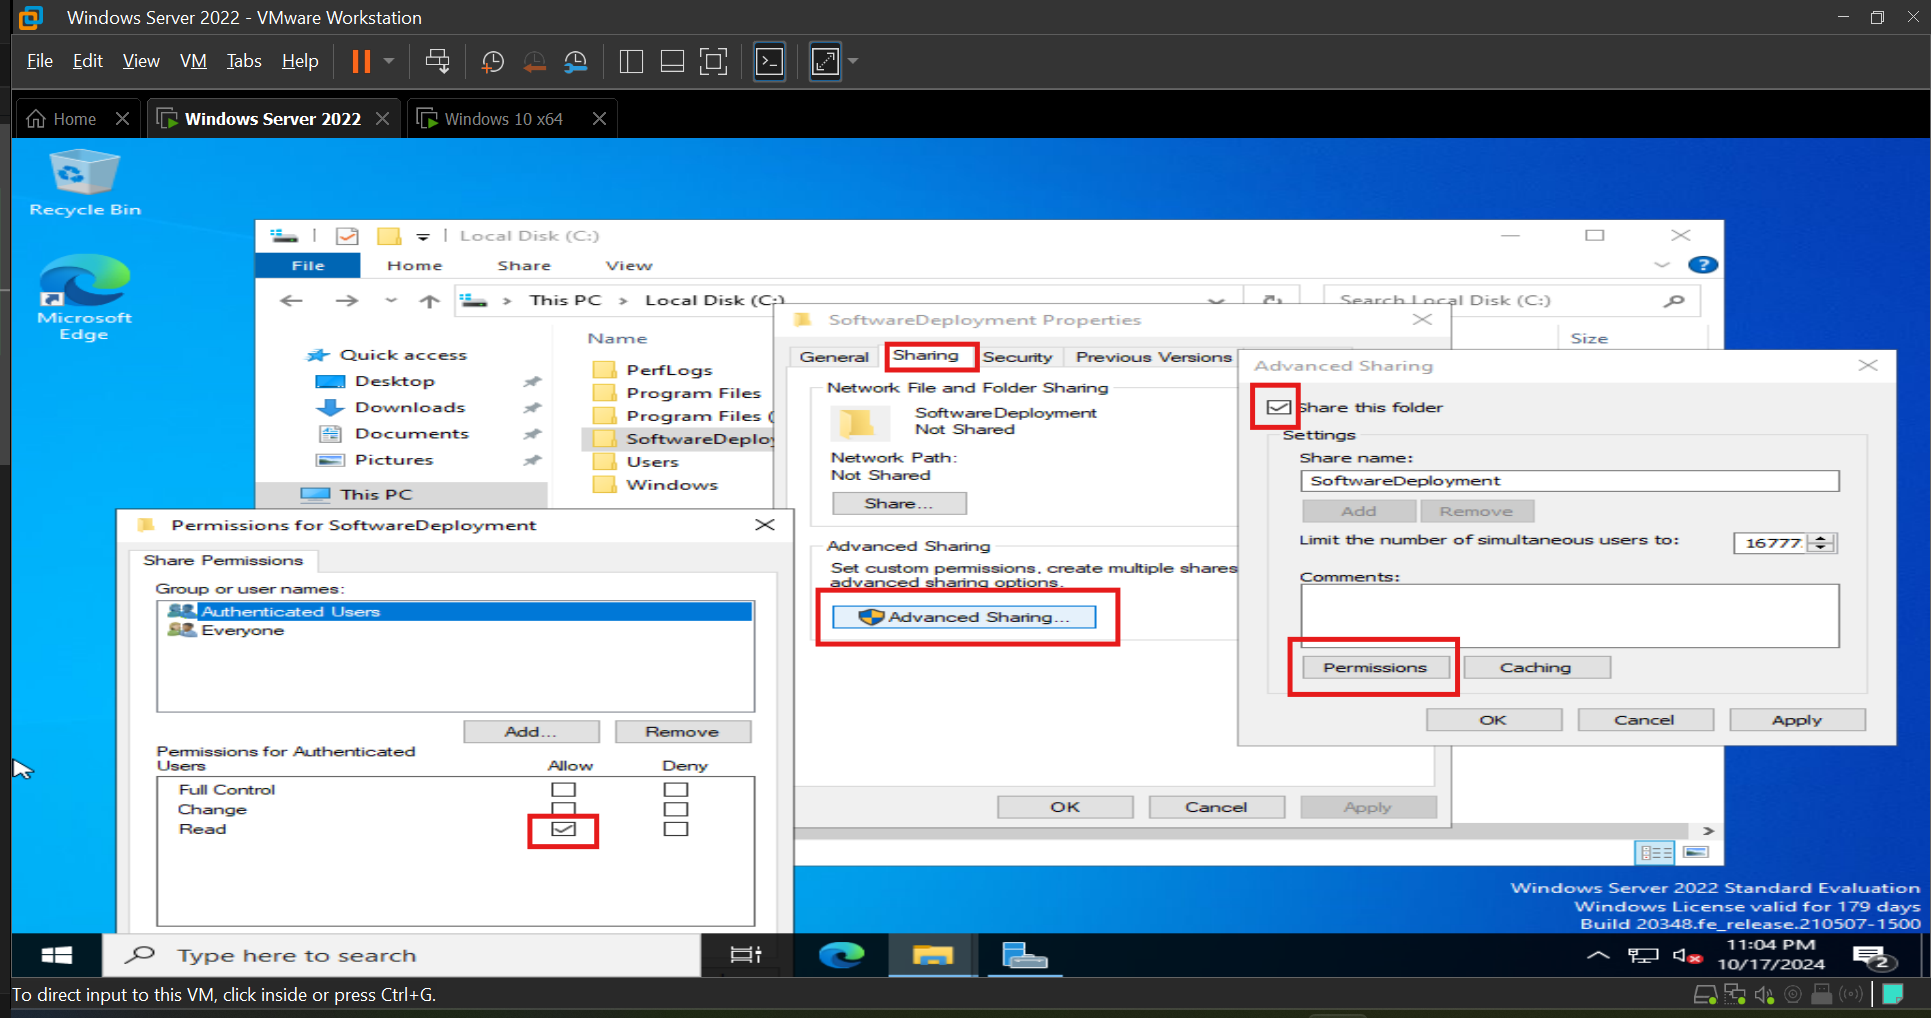 Windows Server 2022 - VMware Workstation
File Edit View VM Tabs Help
Home
Windows Server 2022
Windows 10 x64
Recycle Bin
Microsoft
Edge
Local Disk (C:)
File Home Share View
This PC > Local Disk (C:)
Search Local Disk (C:)
Name
Size
Quick access
Desktop
Downloads
Documents
Pictures
This PC
PerfLogs
Program Files
Program Files (
SoftwareDeplo
Users
Windows
SoftwareDeployment Properties
General Sharing Security Previous Versions
Network File and Folder Sharing
SoftwareDeployment
Not Shared
Network Path:
Not Shared
Share...
Advanced Sharing
Set custom permissions, create multiple shares
advanced sharing options.
Advanced Sharing...
OK Cancel Apply
Advanced Sharing
Share this folder
Settings
Share name:
SoftwareDeployment
Add Remove
Limit the number of simultaneous users to:
16777
Comments:
Permissions Caching
OK Cancel Apply
Permissions for SoftwareDeployment
Share Permissions
Group or user names:
Authenticated Users
Everyone
Add... Remove
Permissions for Authenticated
Users Allow Deny
Full Control
Change
Read
Windows Server 2022 Standard Evaluation
Windows License valid for 179 days
Build 20348.fe_release.210507-1500
Type here to search
11:04 PM
10/17/2024
2
To direct input to this VM, click inside or press Ctrl+G.